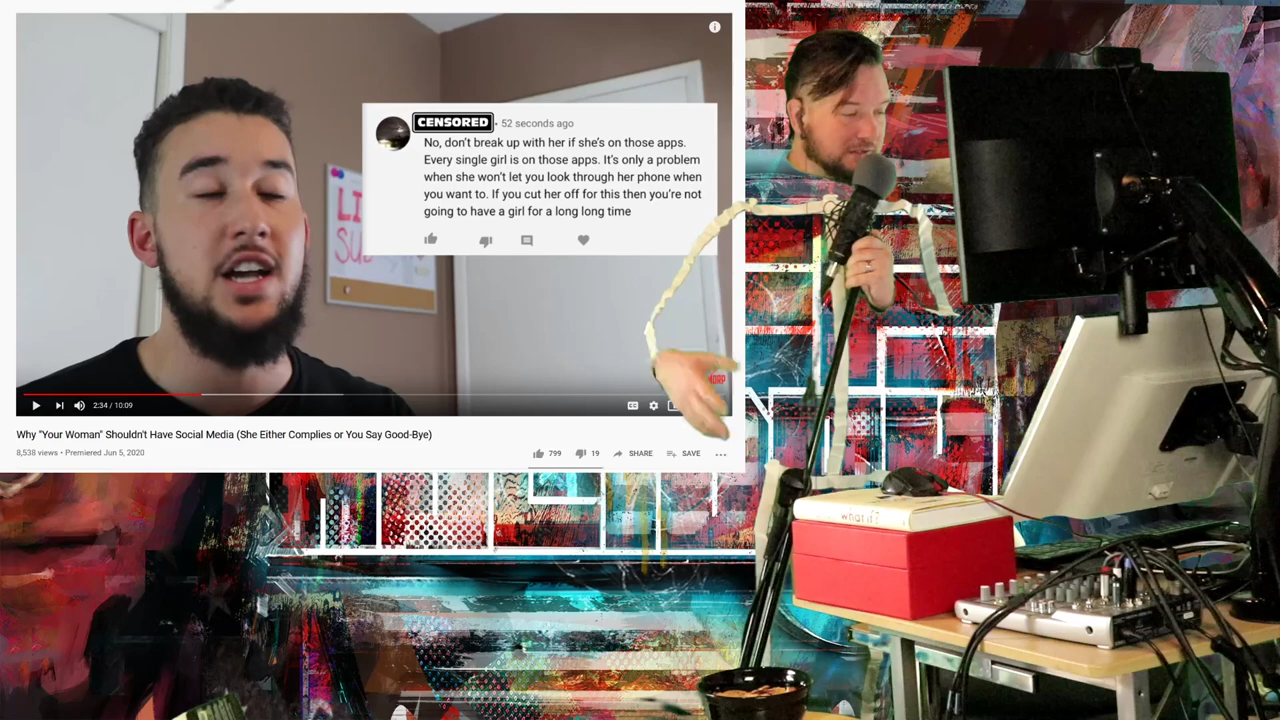 CENSORED • 52 seconds ago
No, don't break up with her if she's on those apps.
Every single girl is on those apps. It's only a problem
when she won't let you look through her phone when
you want to. If you cut her off for this then you're not
going to have a girl for a long long time
2:34 / 10:09
CC
Why "Your Woman" Shouldn't Have Social Media (She Either Complies or You Say Good-Bye)
8,538 views • Premiered Jun 5, 2020
799
19
SHARE
SAVE
what if?